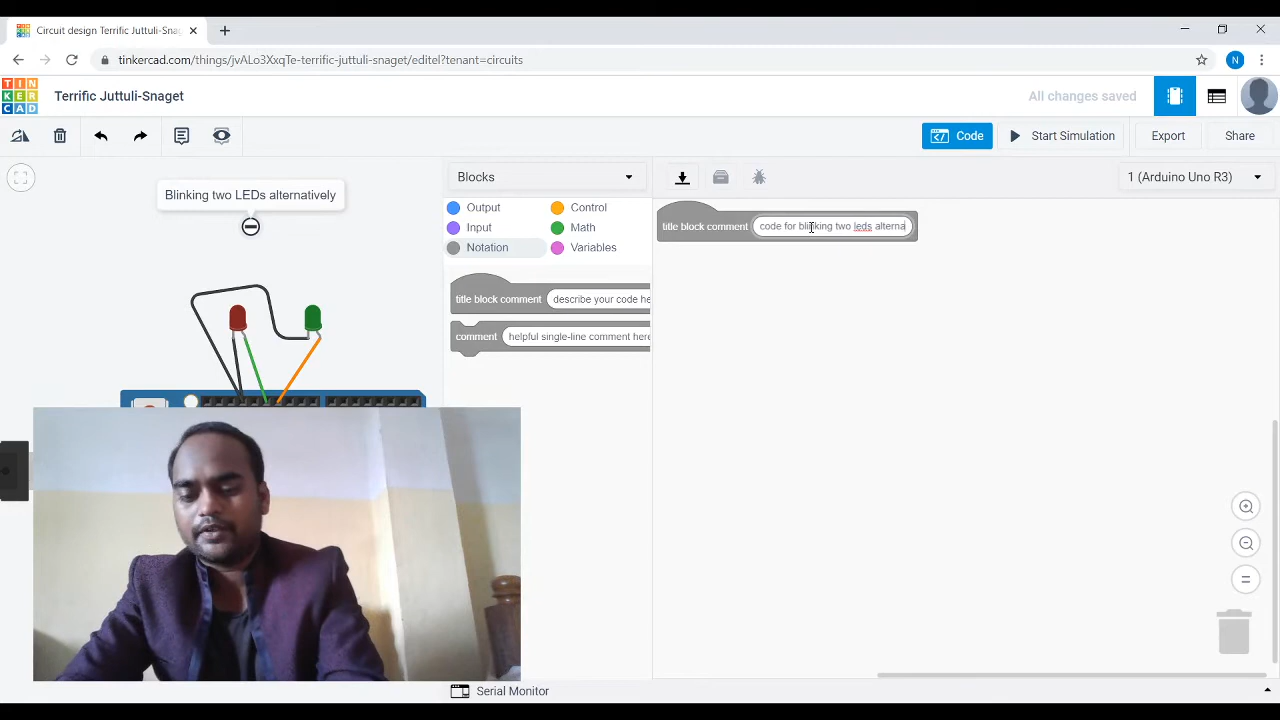 Circuit design Terrific Juttuli-Snag
tinkercad.com/things/jvALo3XxqTe-terrific-juttuli-snaget/editel?tenant=circuits
N
TIN
KER
CAD
Terrific Juttuli-Snaget
All changes saved
Code
Start Simulation
Export
Share
Blinking two LEDs alternatively
Blocks
1 (Arduino Uno R3)
Output
Control
Input
Math
Notation
Variables
title block comment code for blinking two leds alterna
title block comment describe your code he
comment helpful single-line comment here
Serial Monitor